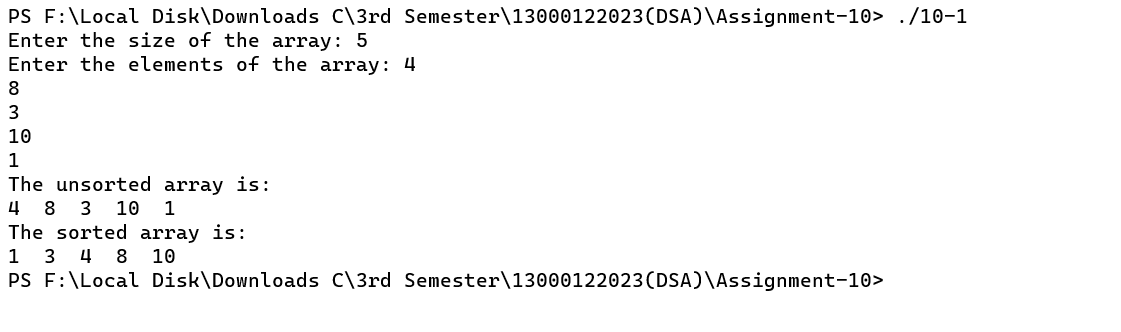 PS F:\Local Disk\Downloads C\3rd Semester\13000122023(DSA)\Assignment-10> ./10-1
Enter the size of the array: 5
Enter the elements of the array: 4
8
3
10
1
The unsorted array is:
4  8  3  10  1
The sorted array is:
1  3  4  8  10
PS F:\Local Disk\Downloads C\3rd Semester\13000122023(DSA)\Assignment-10>